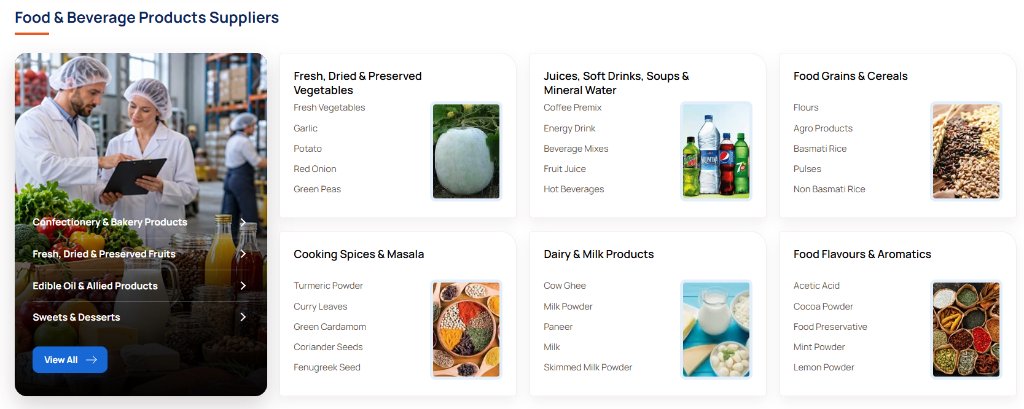 Food & Beverage Products Suppliers
Confectionery & Bakery Products
Fresh, Dried & Preserved Fruits
Edible Oil & Allied Products
Sweets & Desserts
View All
Fresh, Dried & Preserved
Vegetables
Fresh Vegetables
Garlic
Potato
Red Onion
Green Peas
Juices, Soft Drinks, Soups &
Mineral Water
Coffee Premix
Energy Drink
Beverage Mixes
Fruit Juice
Hot Beverages
Food Grains & Cereals
Flours
Agro Products
Basmati Rice
Pulses
Non Basmati Rice
Cooking Spices & Masala
Turmeric Powder
Curry Leaves
Green Cardamom
Coriander Seeds
Fenugreek Seed
Dairy & Milk Products
Cow Ghee
Milk Powder
Paneer
Milk
Skimmed Milk Powder
Food Flavours & Aromatics
Acetic Acid
Cocoa Powder
Food Preservative
Mint Powder
Lemon Powder